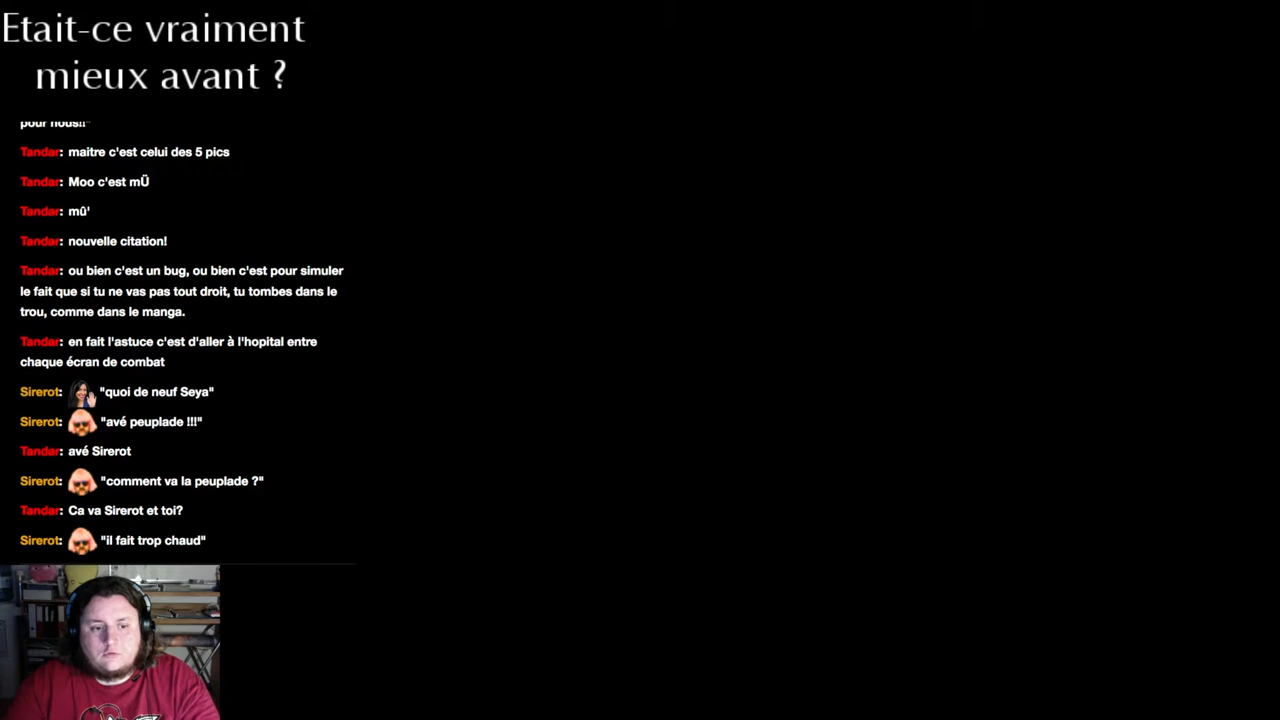 Etait-ce vraiment
mieux avant ?
pour nous!!"
Tandar: maitre c'est celui des 5 pics
Tandar: Moo c'est mÜ
Tandar: mû'
Tandar: nouvelle citation!
Tandar: ou bien c'est un bug, ou bien c'est pour simuler
le fait que si tu ne vas pas tout droit, tu tombes dans le
trou, comme dans le manga.
Tandar: en fait l'astuce c'est d'aller à l'hopital entre
chaque écran de combat
Sirerot: "quoi de neuf Seya"
Sirerot: "avé peuplade !!!"
Tandar: avé Sirerot
Sirerot: "comment va la peuplade ?"
Tandar: Ca va Sirerot et toi?
Sirerot: "il fait trop chaud"